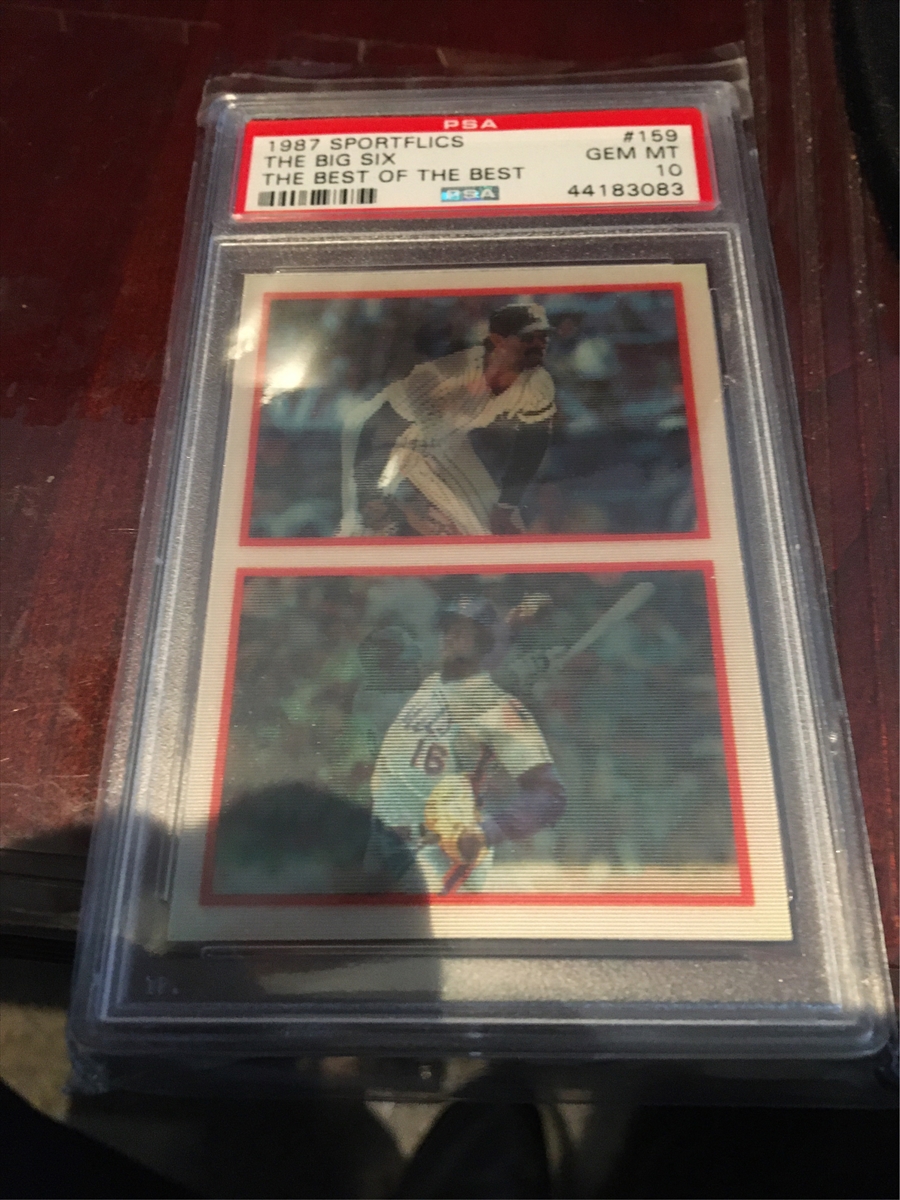 PSA
1987 SPORTFLICS #159
THE BIG SIX GEM MT
THE BEST OF THE BEST 10
PSA 44183083
16